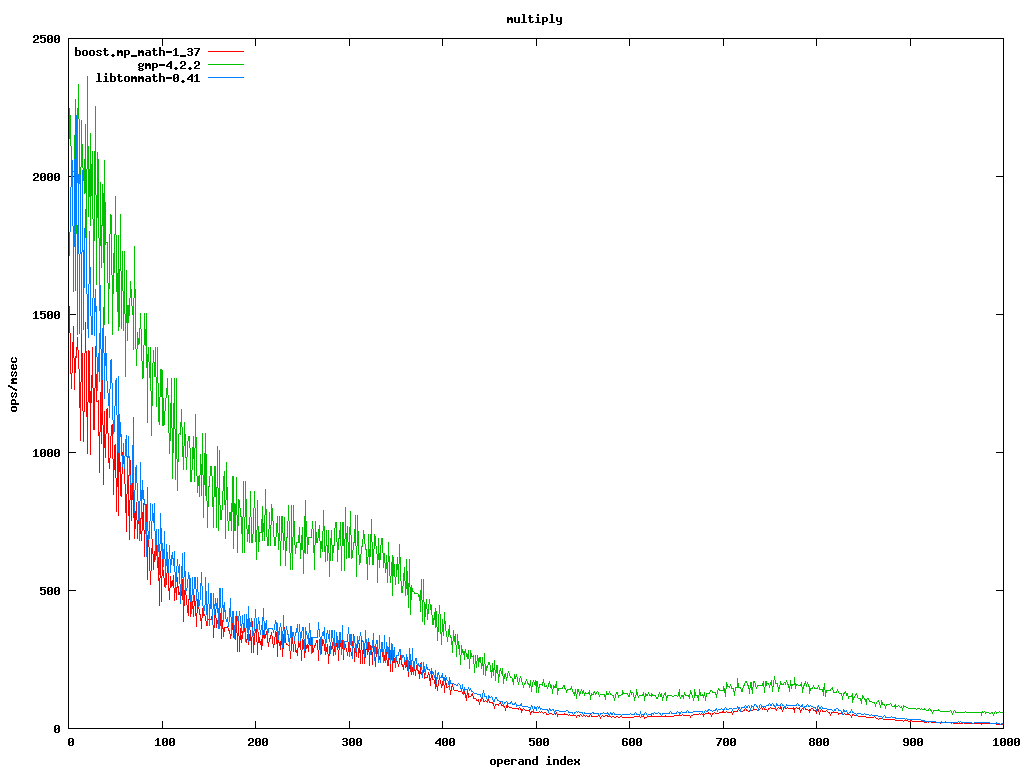 multiply
2500
2000
1500
1000
500
0
boost.mp_math-1_37
gmp-4.2.2
libtommath-0.41
ops/msec
0 100 200 300 400 500 600 700 800 900 1000
operand index